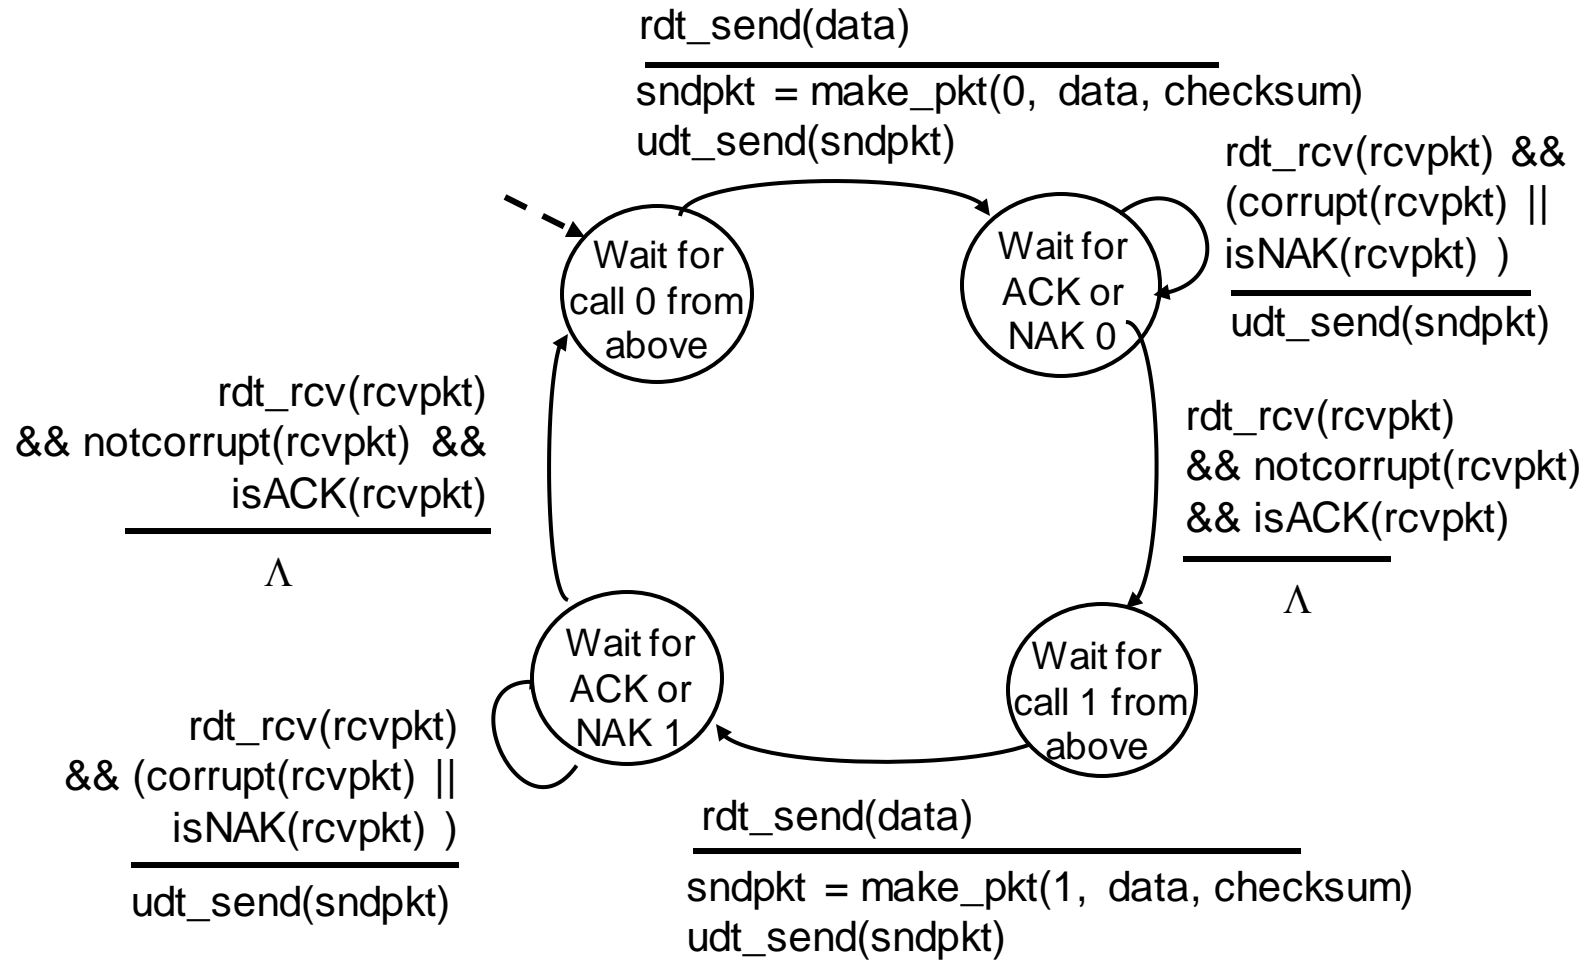 rdt_send(data)
sndpkt = make_pkt(0, data, checksum)
udt_send(sndpkt)
rdt_rcv(rcvpkt) &&
(corrupt(rcvpkt) ||
isNAK(rcvpkt) )
udt_send(sndpkt)
Wait for
call 0 from
above
Wait for
ACK or
NAK 0
rdt_rcv(rcvpkt)
&& notcorrupt(rcvpkt) &&
isACK(rcvpkt)
Λ
rdt_rcv(rcvpkt)
&& notcorrupt(rcvpkt)
&& isACK(rcvpkt)
Λ
Wait for
ACK or
NAK 1
Wait for
call 1 from
above
rdt_rcv(rcvpkt)
&& (corrupt(rcvpkt) ||
isNAK(rcvpkt) )
udt_send(sndpkt)
rdt_send(data)
sndpkt = make_pkt(1, data, checksum)
udt_send(sndpkt)